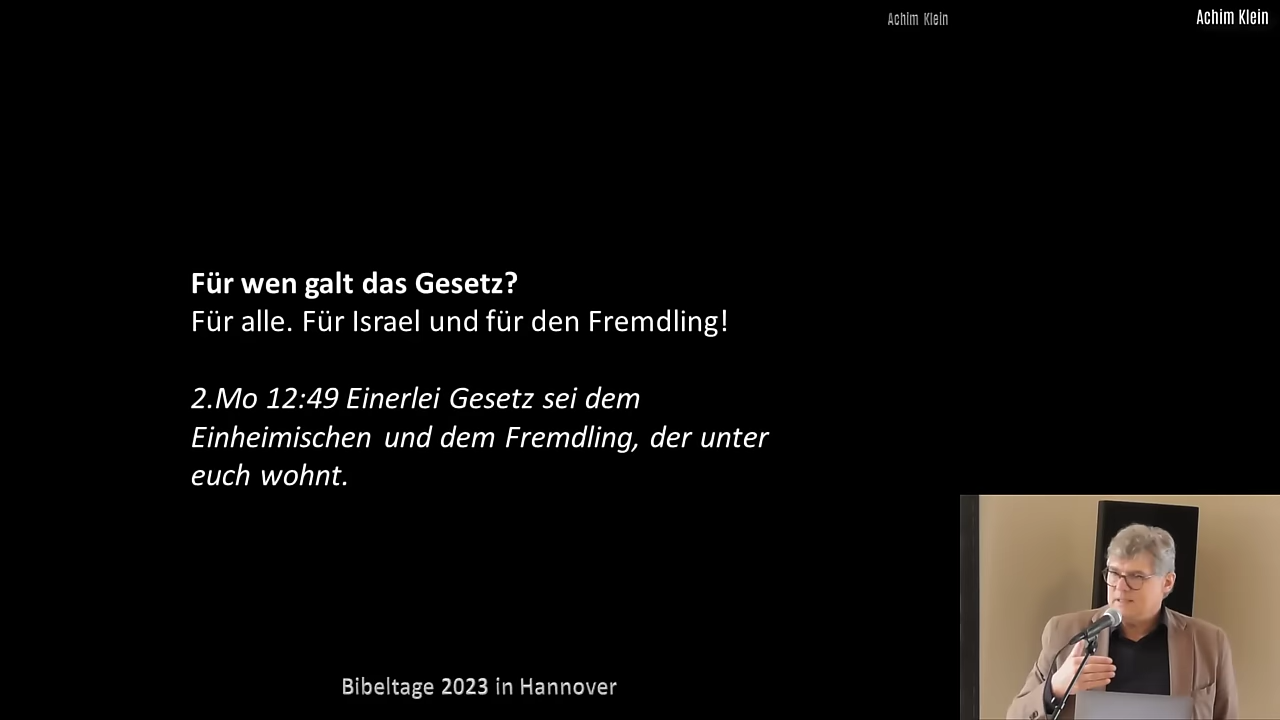 Achim Klein
Achim Klein
Für wen galt das Gesetz?
Für alle. Für Israel und für den Fremdling!
2.Mo 12:49 Einerlei Gesetz sei dem
Einheimischen und dem Fremdling, der unter
euch wohnt.
Bibeltage 2023 in Hannover